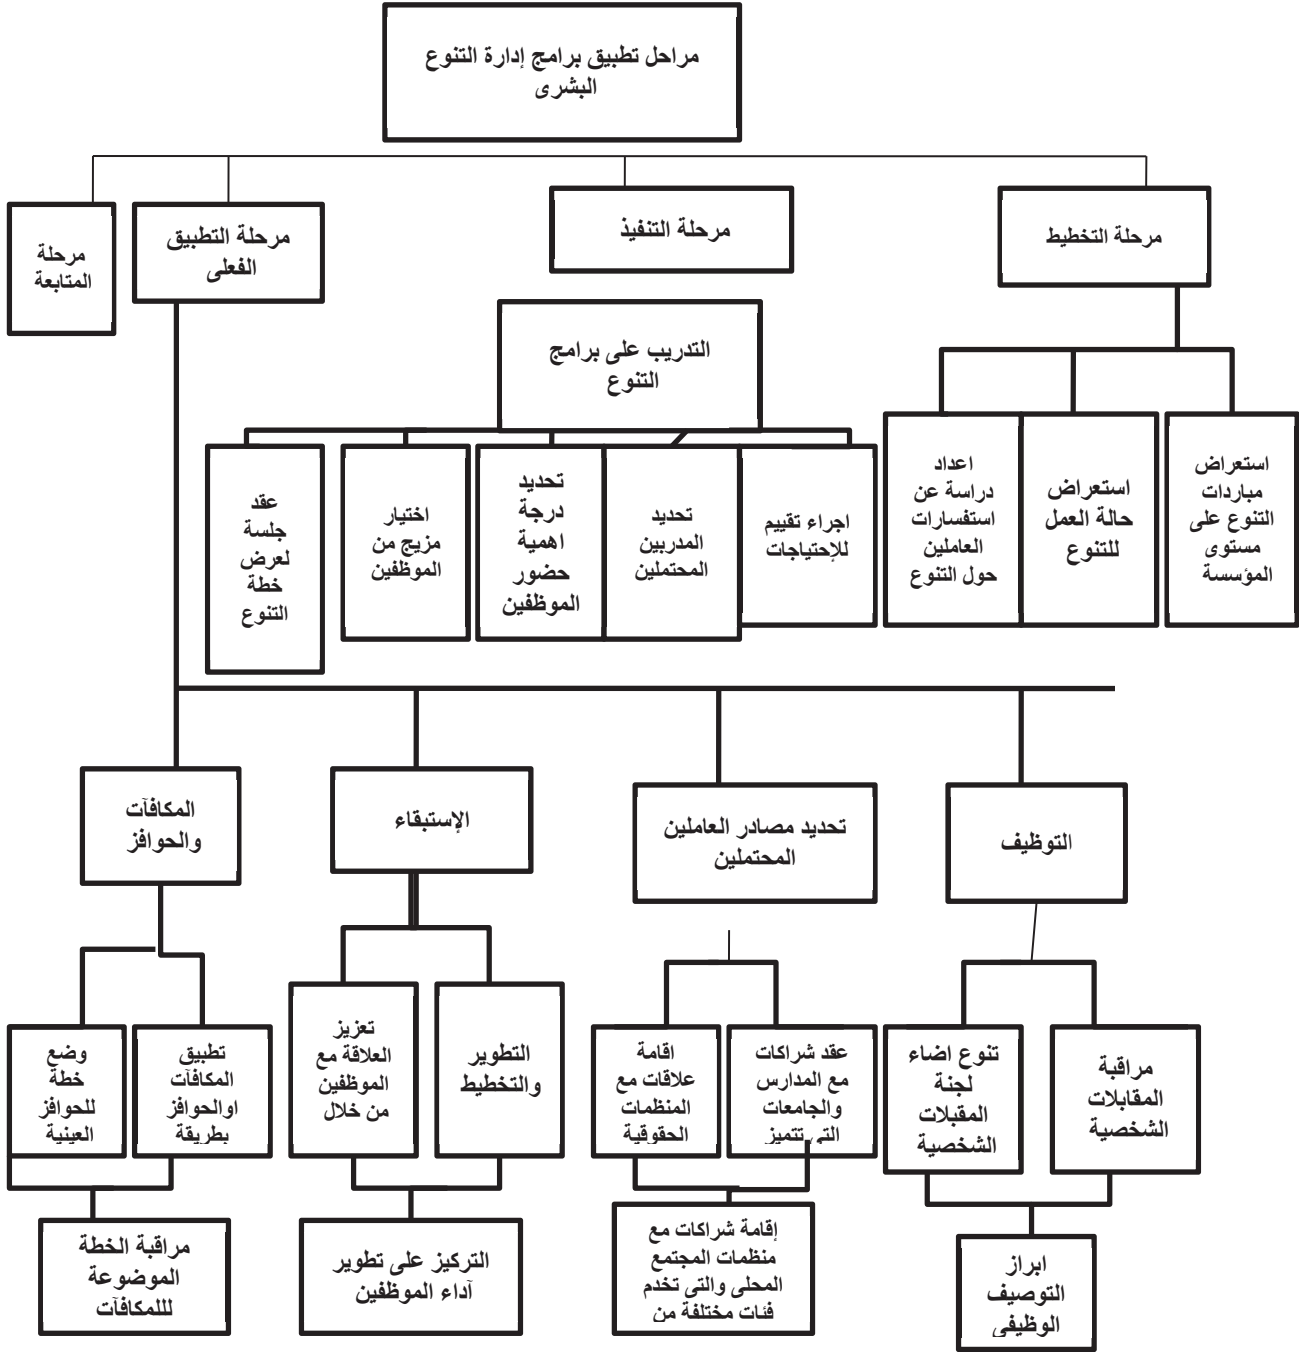 مراحل تطبيق برامج إدارة التنوع
البشرى
مرحلة التخطيط
مرحلة التنفيذ
مرحلة التطبيق
الفعلى
مرحلة
المتابعة
التدريب على برامج
التنوع
استعراض
مباردات
التنوع على
مستوى
المؤسسة
استعراض
حالة العمل
للتنوع
اعداد
دراسة عن
استفسارات
العاملين
حول التنوع
اجراء تقييم
للإحتياجات
تحديد
المدربين
المحتملين
تحديد
درجة
اهمية
حضور
الموظفين
اختيار
مزيج من
الموظفين
عقد
جلسة
لعرض
خطة
التنوع
التوظيف
تحديد مصادر العاملين
المحتملين
الإستبقاء
المكافآت
والحوافز
مراقبة
المقابلات
الشخصية
تنوع اضاء
لجنة
المقبلات
الشخصية
عقد شراكات
مع المدارس
والجامعات
التى تتميز
اقامة
علاقات مع
المنظمات
الحقوقية
التطوير
والتخطيط
تعزيز
العلاقة مع
الموظفين
من خلال
تطبيق
المكافآت
اوالحوافز
بطريقة
وضع
خطة
للحوافز
العينية
ابراز
التوصيف
الوظيفى
إقامة شراكات مع
منظمات المجتمع
المحلى والتى تخدم
فئات مختلفة من
التركيز على تطوير
آداء الموظفين
مراقبة الخطة
الموضوعة
لللمكافآت